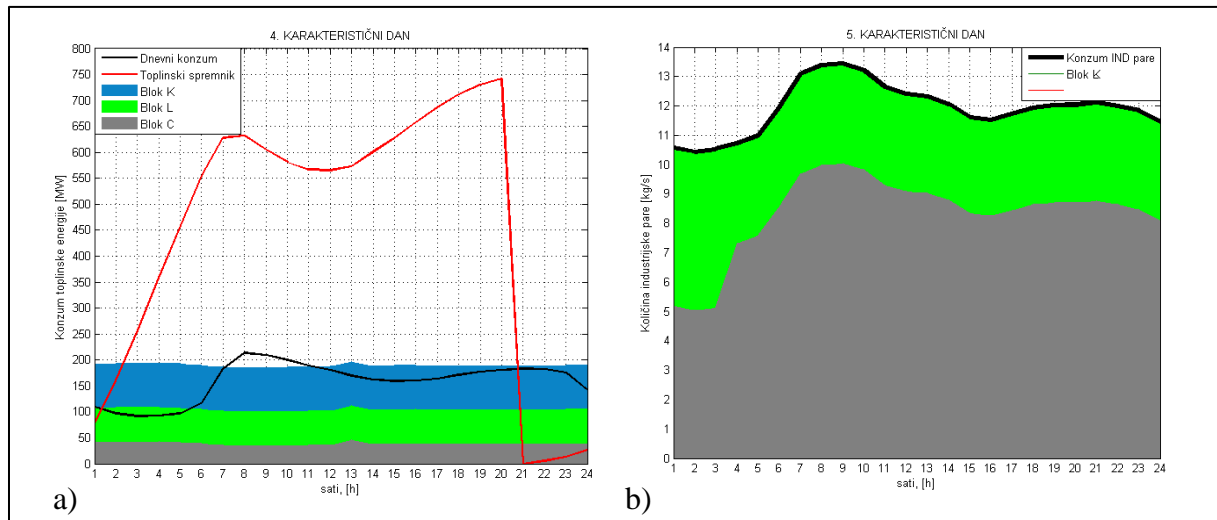 4. KARAKTERISTIČNI DAN
800
750
700
650
600
550
500
450
400
350
300
250
200
150
100
50
0
Konzum toplinske energije [MW]
Dnevni konzum
Toplinski spremnik
Blok K
Blok L
Blok C
1 2 3 4 5 6 7 8 9 10 11 12 13 14 15 16 17 18 19 20 21 22 23 24
sati, [h]
a)
5. KARAKTERISTIČNI DAN
14
13
12
11
10
9
8
7
6
5
4
3
2
1
0
Količina industrijske pare [kg/s]
Konzum IND pare
Blok
1 2 3 4 5 6 7 8 9 10 11 12 13 14 15 16 17 18 19 20 21 22 23 24
sati, [h]
b)